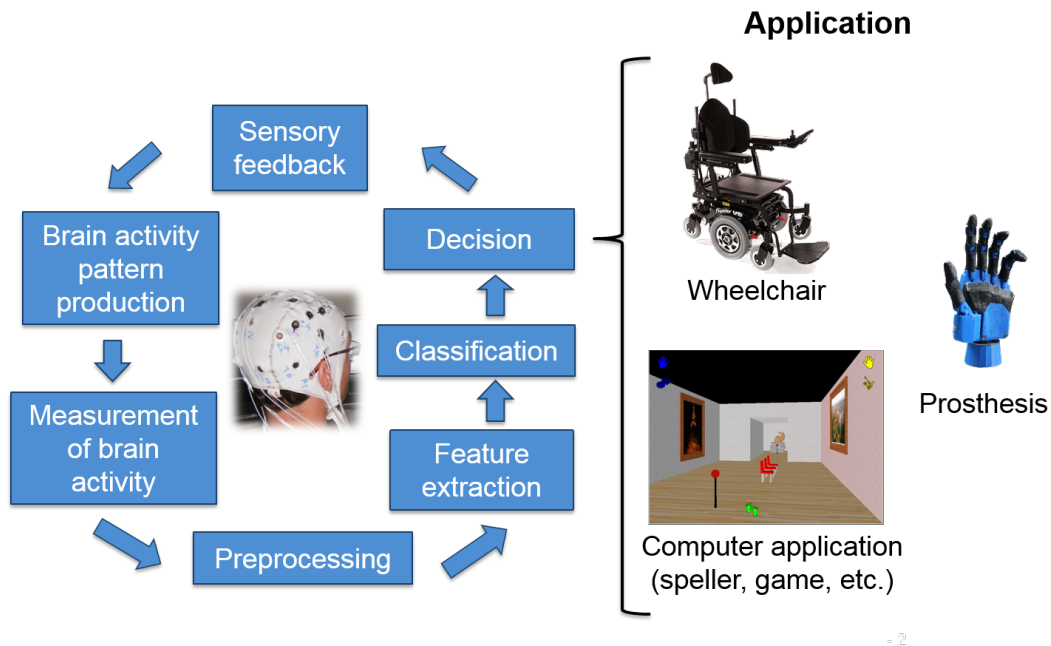 Application
Sensory
feedback
Brain activity
pattern
production
Decision
Wheelchair
Classification
Measurement
of brain
activity
Feature
extraction
Prosthesis
Preprocessing
Computer application
(speller, game, etc.)
- 2